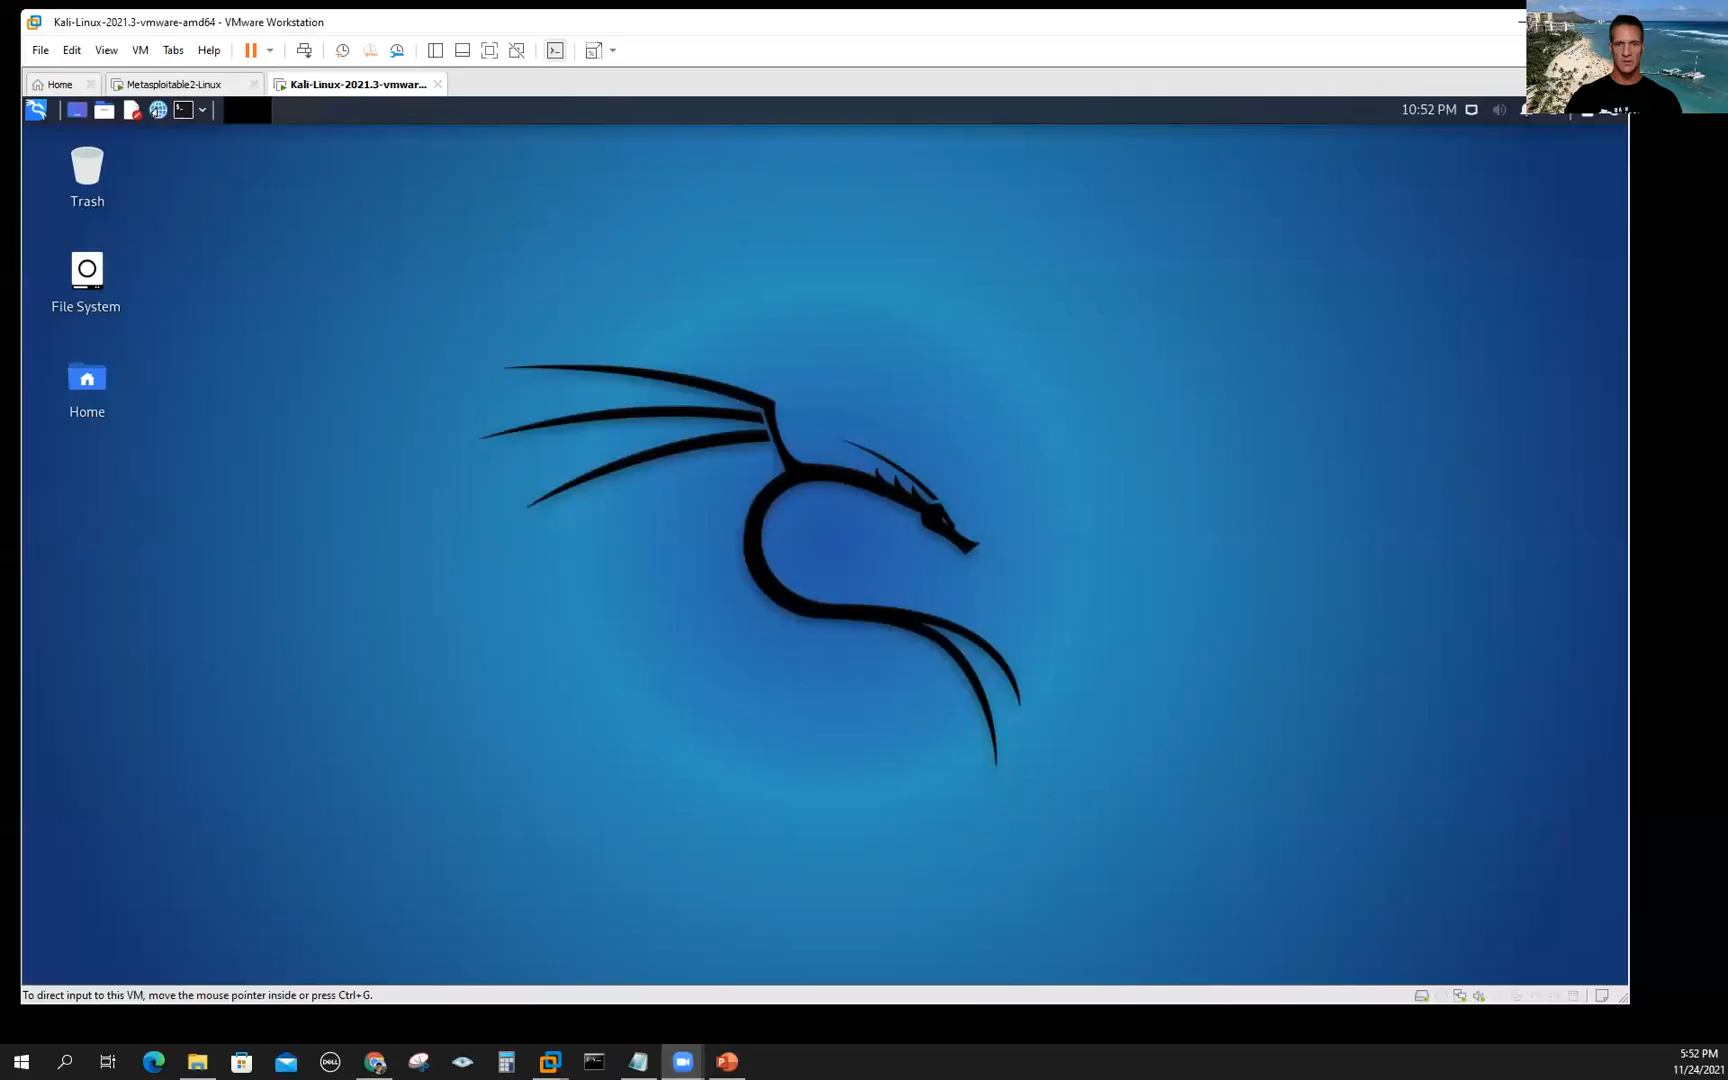 Kali-Linux-2021.3-vmware-amd64 - VMware Workstation
File Edit View VM Tabs Help
Home Metasploitable2-Linux Kali-Linux-2021.3-vmwar...
10:52 PM
Trash
File System
Home
To direct input to this VM, move the mouse pointer inside or press Ctrl+G.
DELL
5:52 PM
11/24/2021